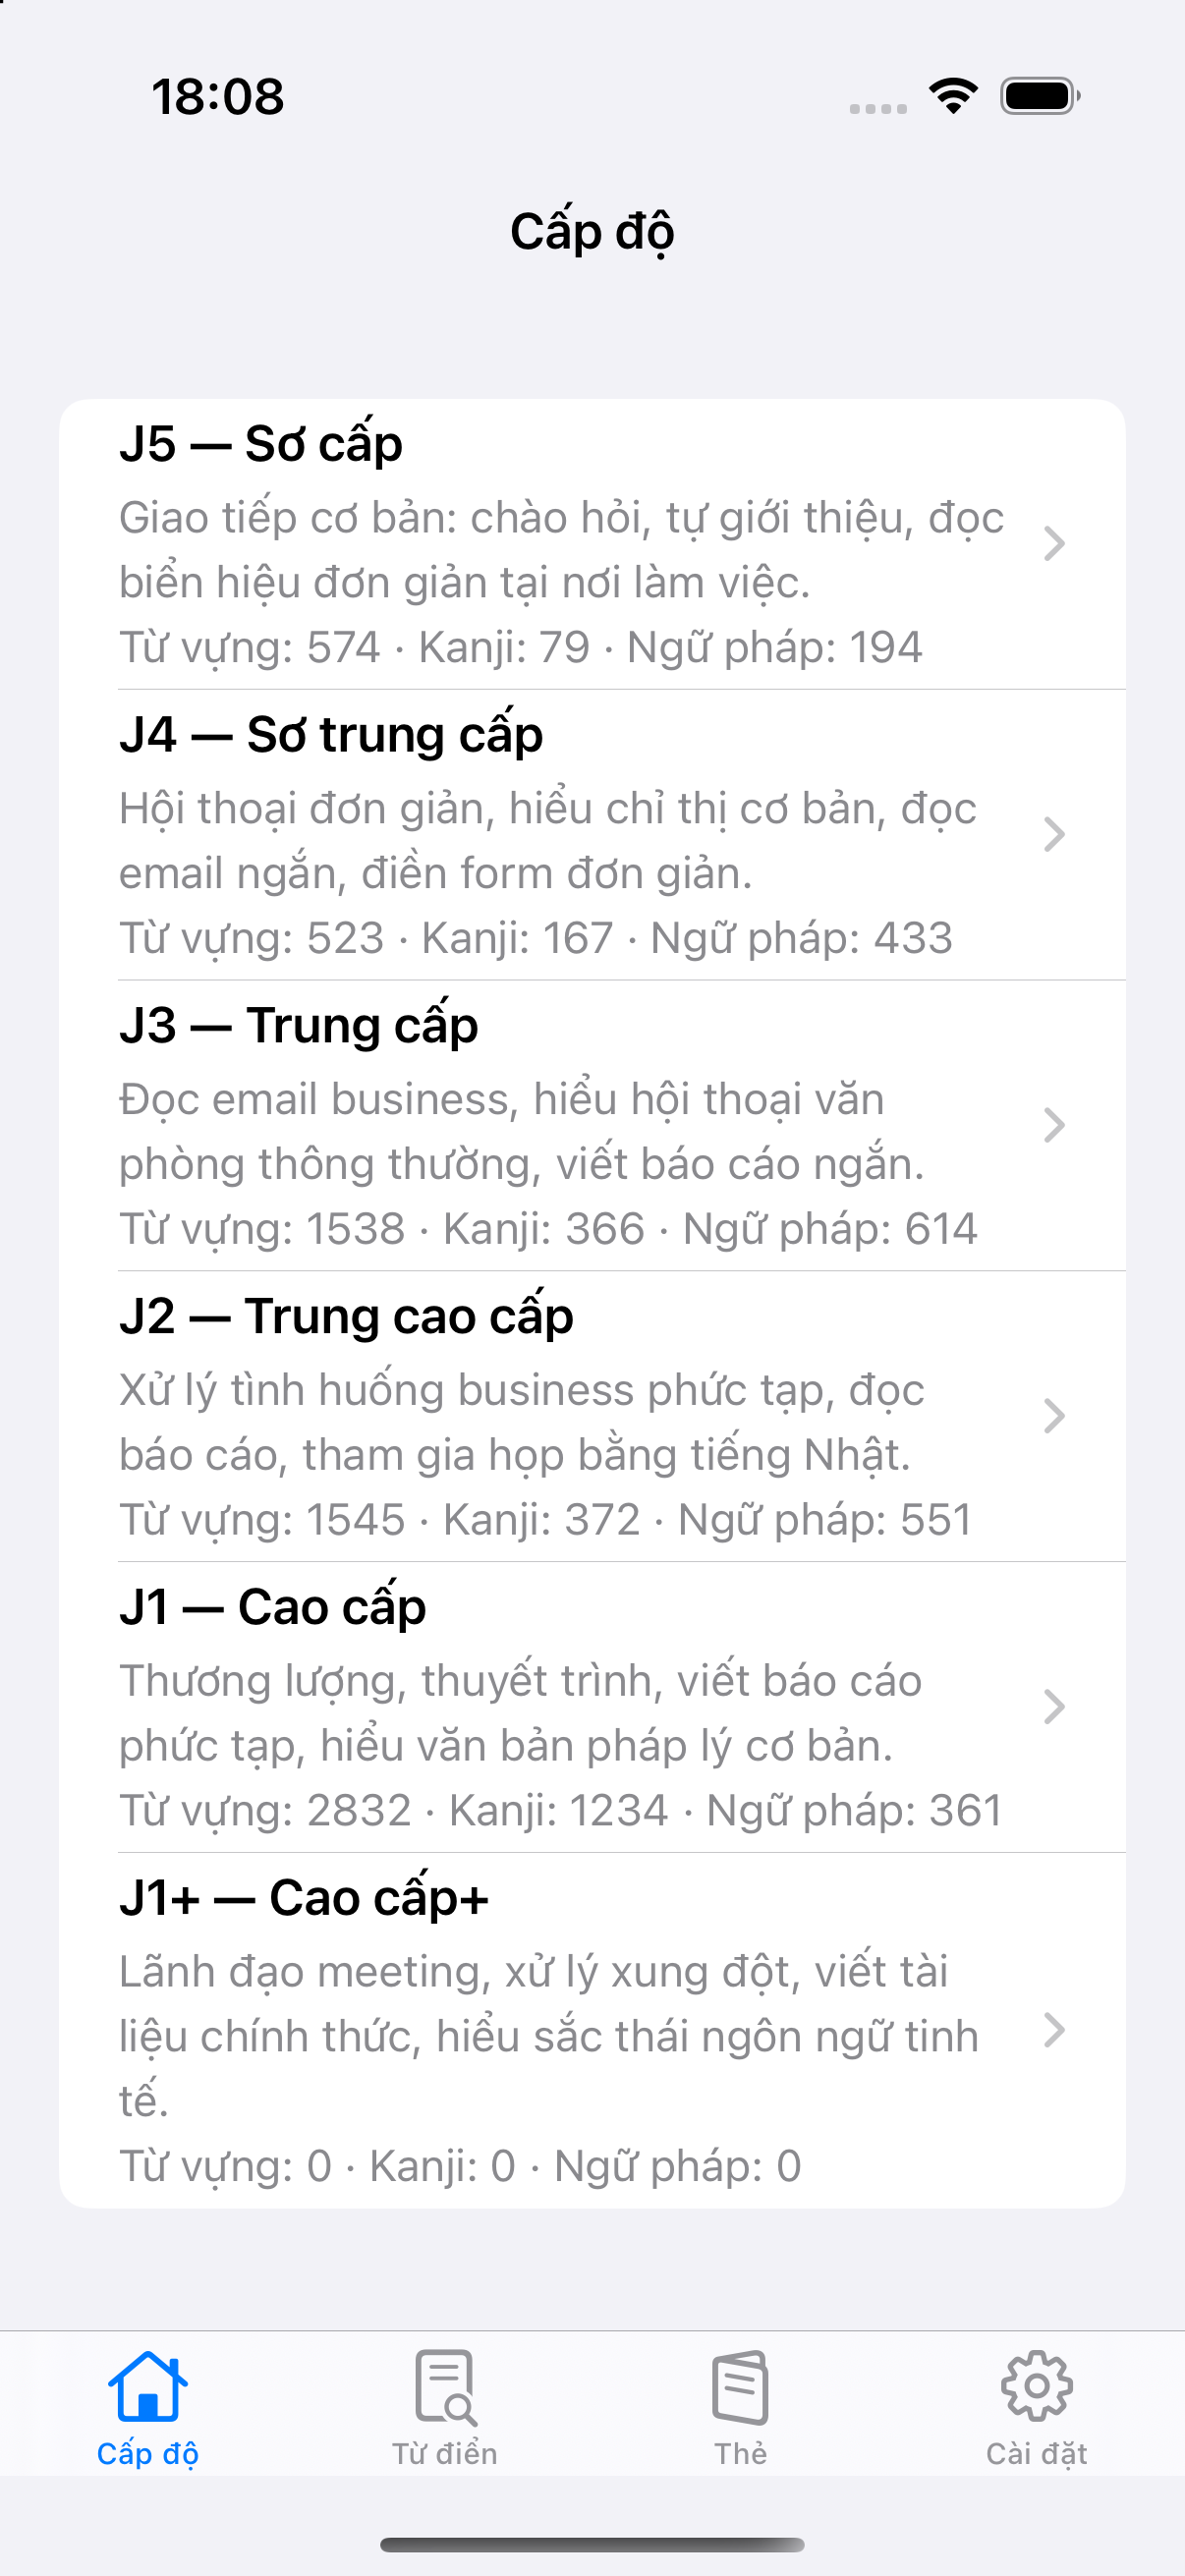 18:08
Cấp độ
J5 — Sơ cấp
Giao tiếp cơ bản: chào hỏi, tự giới thiệu, đọc
biển hiệu đơn giản tại nơi làm việc.
Từ vựng: 574 · Kanji: 79 · Ngữ pháp: 194
J4 — Sơ trung cấp
Hội thoại đơn giản, hiểu chỉ thị cơ bản, đọc
email ngắn, điền form đơn giản.
Từ vựng: 523 · Kanji: 167 · Ngữ pháp: 433
J3 — Trung cấp
Đọc email business, hiểu hội thoại văn
phòng thông thường, viết báo cáo ngắn.
Từ vựng: 1538 · Kanji: 366 · Ngữ pháp: 614
J2 — Trung cao cấp
Xử lý tình huống business phức tạp, đọc
báo cáo, tham gia họp bằng tiếng Nhật.
Từ vựng: 1545 · Kanji: 372 · Ngữ pháp: 551
J1 — Cao cấp
Thương lượng, thuyết trình, viết báo cáo
phức tạp, hiểu văn bản pháp lý cơ bản.
Từ vựng: 2832 · Kanji: 1234 · Ngữ pháp: 361
J1+ — Cao cấp+
Lãnh đạo meeting, xử lý xung đột, viết tài
liệu chính thức, hiểu sắc thái ngôn ngữ tinh
tế.
Từ vựng: 0 · Kanji: 0 · Ngữ pháp: 0
Cấp độ
Từ điển
Thẻ
Cài đặt